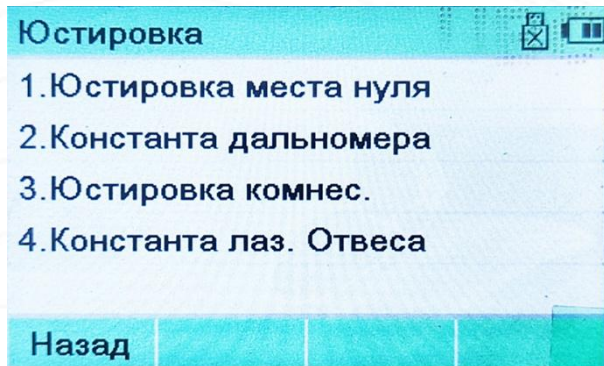 Юстировка
1.Юстировка места нуля
2.Константа дальномера
3.Юстировка комнес.
4.Константа лаз. Отвеса
Назад